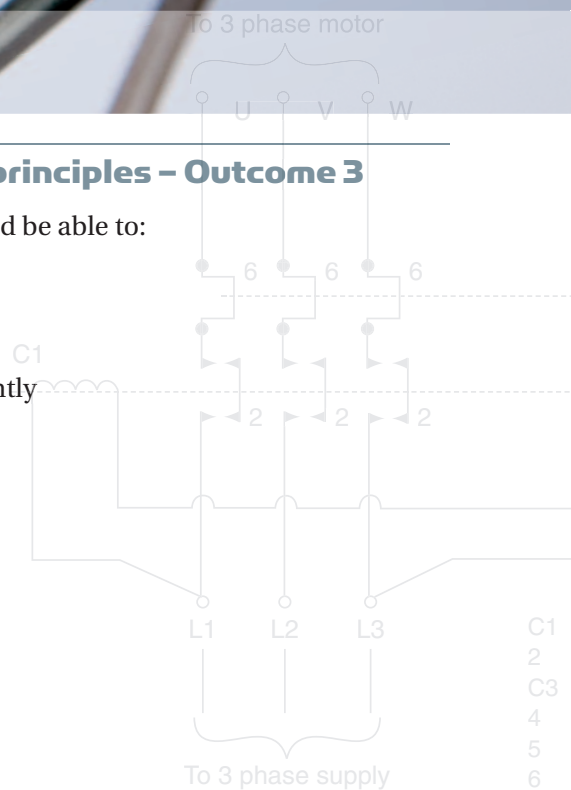 To 3 phase motor
U V W
principles – Outcome 3
d be able to:
6 6 6
C1
ntly
2 2 2
L1 L2 L3
C1
2
C3
4
5
6
To 3 phase supply